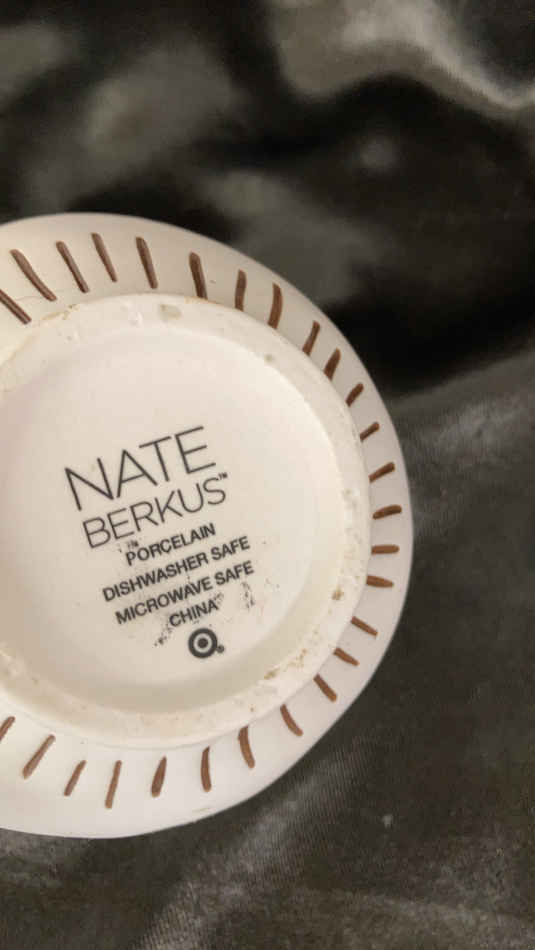 NATE
BERKUS™
PORCELAIN
DISHWASHER SAFE
MICROWAVE SAFE
CHINA
®